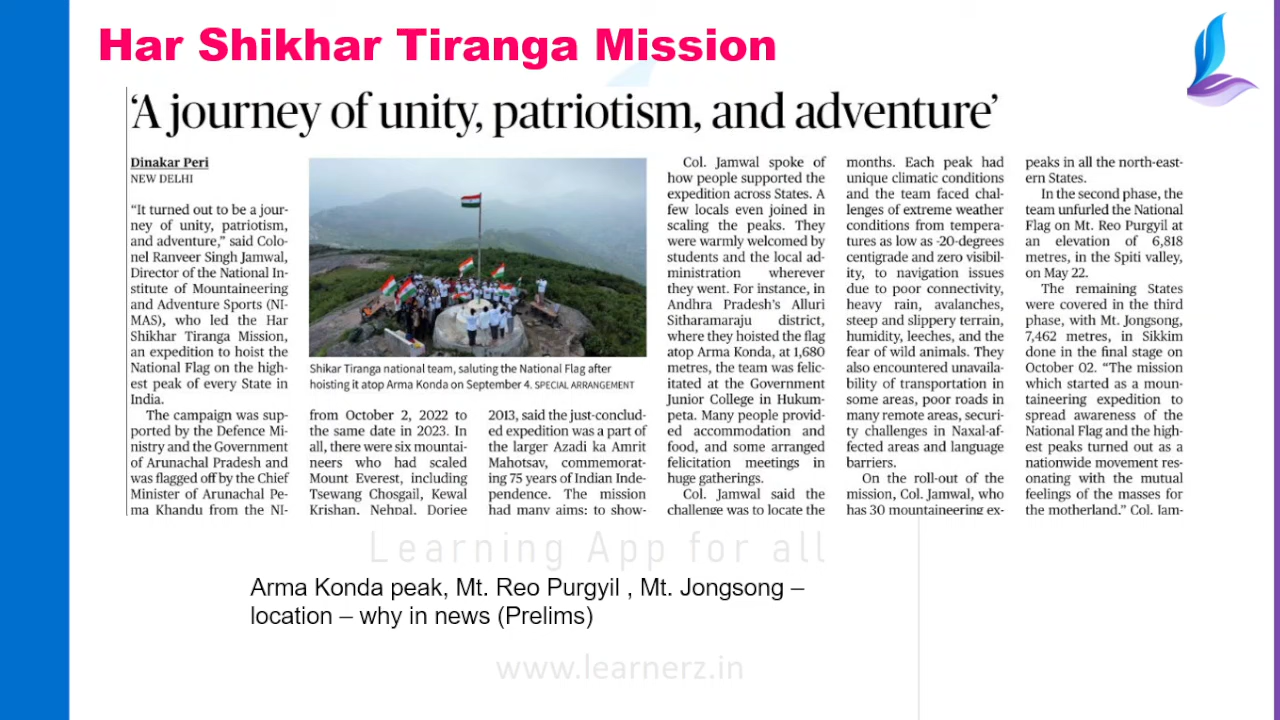 Har Shikhar Tiranga Mission
‘A journey of unity, patriotism, and adventure’
Dinakar Peri
NEW DELHI
“It turned out to be a jour-
ney of unity, patriotism,
and adventure,” said Colo-
nel Ranveer Singh Jamwal,
Director of the National In-
stitute of Mountaineering
and Adventure Sports (NI-
MAS), who led the Har
Shikhar Tiranga Mission,
an expedition to hoist the
National Flag on the high-
est peak of every State in
India.
The campaign was sup-
ported by the Defence Mi-
nistry and the Government
of Arunachal Pradesh and
was flagged off by the Chief
Minister of Arunachal Pe-
ma Khandu from the NI-
Shikar Tiranga national team, saluting the National Flag after
hoisting it atop Arma Konda on September 4. SPECIAL ARRANGEMENT
from October 2, 2022 to
the same date in 2023. In
all, there were six mountai-
neers who had scaled
Mount Everest, including
Tsewang Chosgail, Kewal
Krishan, Nehpal, Dorjee
2013, said the just-conclud-
ed expedition was a part of
the larger Azadi ka Amrit
Mahotsav, commemorat-
ing 75 years of Indian Inde-
pendence. The mission
had many aims: to show-
Col. Jamwal spoke of
how people supported the
expedition across States. A
few locals even joined in
scaling the peaks. They
were warmly welcomed by
students and the local ad-
ministration wherever
they went. For instance, in
Andhra Pradesh’s Alluri
Sitharamaraju district,
where they hoisted the flag
atop Arma Konda, at 1,680
metres, the team was felic-
itated at the Government
Junior College in Hukum-
peta. Many people provid-
ed accommodation and
food, and some arranged
felicitation meetings in
huge gatherings.
Col. Jamwal said the
challenge was to locate the
months. Each peak had
unique climatic conditions
and the team faced chal-
lenges of extreme weather
conditions from tempera-
tures as low as -20-degrees
centigrade and zero visibil-
ity, to navigation issues
due to poor connectivity,
heavy rain, avalanches,
steep and slippery terrain,
humidity, leeches, and the
fear of wild animals. They
also encountered unavaila-
bility of transportation in
some areas, poor roads in
many remote areas, securi-
ty challenges in Naxal-af-
fected areas and language
barriers.
On the roll-out of the
mission, Col. Jamwal, who
has 30 mountaineering ex-
peaks in all the north-east-
ern States.
In the second phase, the
team unfurled the National
Flag on Mt. Reo Purgyil at
an elevation of 6,818
metres, in the Spiti valley,
on May 22.
The remaining States
were covered in the third
phase, with Mt. Jongsong,
7,462 metres, in Sikkim
done in the final stage on
October 02. “The mission
which started as a moun-
taineering expedition to
spread awareness of the
National Flag and the high-
est peaks turned out as a
nationwide movement res-
onating with the mutual
feelings of the masses for
the motherland.” Col. Jam-
Learning App for all
Arma Konda peak, Mt. Reo Purgyil , Mt. Jongsong –
location – why in news (Prelims)
www.learnerz.in